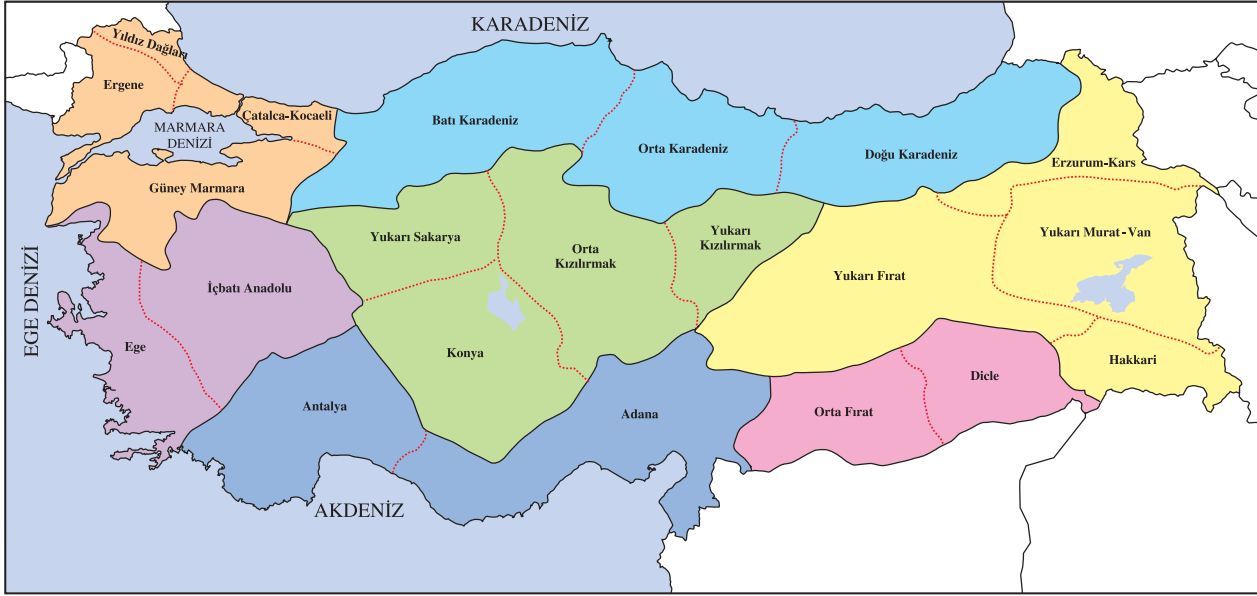 KARADENİZ
Yıldız Dağları
Ergene
Çatalca-Kocaeli
MARMARA
DENİZİ
Batı Karadeniz
Orta Karadeniz
Doğu Karadeniz
Erzurum-Kars
Güney Marmara
Yukarı Sakarya
Orta
Kızılırmak
Yukarı
Kızılırmak
Yukarı Murat-Van
Yukarı Fırat
İçbatı Anadolu
EGE DENİZİ
Ege
Konya
Hakkari
Dicle
Antalya
Adana
Orta Fırat
AKDENİZ